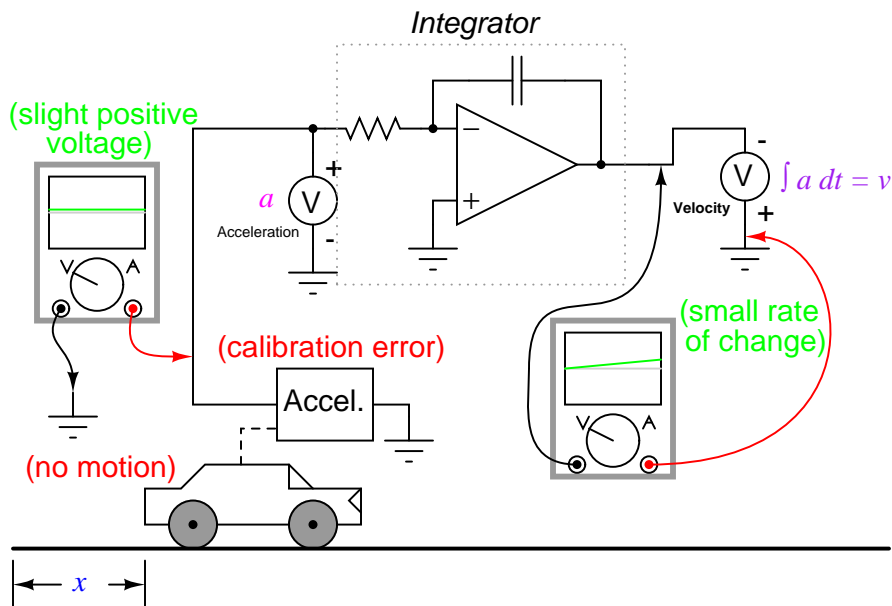 Integrator
(slight positive
voltage)
V A
a
Acceleration
+
V
-
−
+
-
V
+
Velocity
∫ a dt = v
(calibration error)
Accel.
(no motion)
(small rate
of change)
V A
x